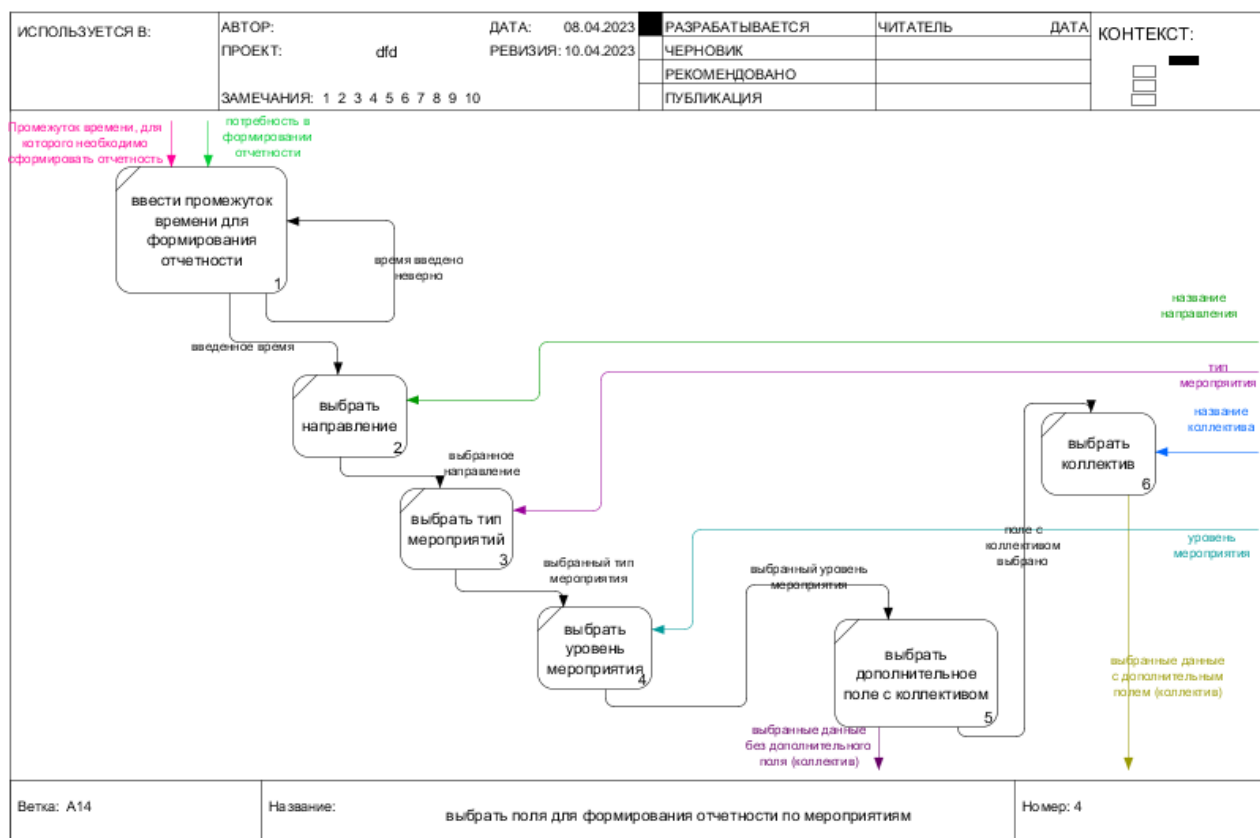 ИСПОЛЬЗУЕТСЯ В:
АВТОР:
ДАТА: 08.04.2023
ПРОЕКТ: dfd
РЕВИЗИЯ: 10.04.2023
ЗАМЕЧАНИЯ: 1 2 3 4 5 6 7 8 9 10
РАЗРАБАТЫВАЕТСЯ
ЧЕРНОВИК
РЕКОМЕНДОВАНО
ПУБЛИКАЦИЯ
ЧИТАТЕЛЬ
ДАТА
КОНТЕКСТ:
Промежуток времени, для
которого необходимо
сформировать отчетность
потребность в
формировании
отчетности
ввести промежуток
времени для
формирования
отчетности
1
время введено
неверно
введенное время
название
направления
выбрать
направление
2
тип
мероприятия
название
коллектива
выбрать
коллектив
6
выбранное
направление
выбрать тип
мероприятий
3
поле с
коллективом
выбрано
уровень
мероприятия
выбранный тип
мероприятия
выбранный уровень
мероприятия
выбрать
уровень
мероприятия
4
выбрать
дополнительное
поле с коллективом
5
выбранные данные
с дополнительным
полем (коллектив)
выбранные данные
без дополнительного
поля (коллектив)
Ветка: A14
Название:
выбрать поля для формирования отчетности по мероприятиям
Номер: 4